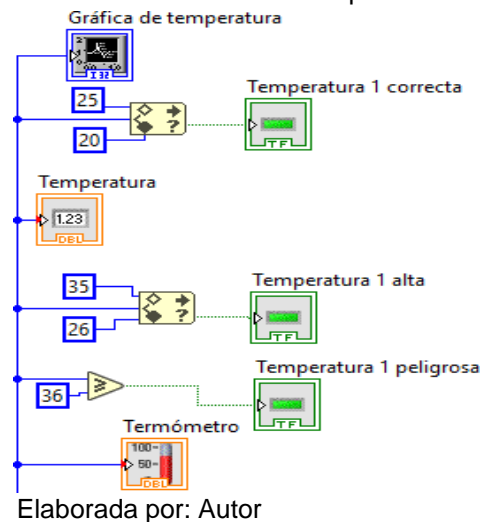 Gráfica de temperatura
I32
Temperatura 1 correcta
25
?
20
TF
Temperatura
1.23
DBL
Temperatura 1 alta
35
?
26
TF
Temperatura 1 peligrosa
36
≥
TF
Termómetro
100-
50-
DBL
Elaborada por: Autor